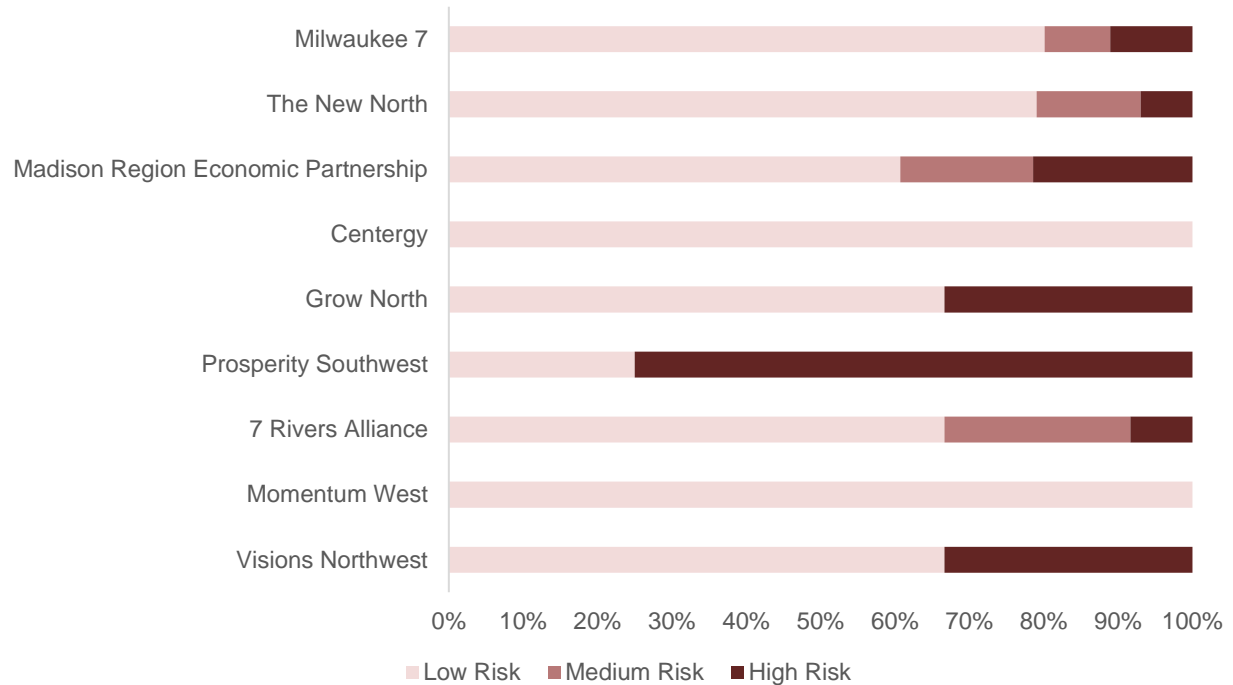 Milwaukee 7
The New North
Madison Region Economic Partnership
Centergy
Grow North
Prosperity Southwest
7 Rivers Alliance
Momentum West
Visions Northwest
0% 10% 20% 30% 40% 50% 60% 70% 80% 90% 100%
Low Risk Medium Risk High Risk